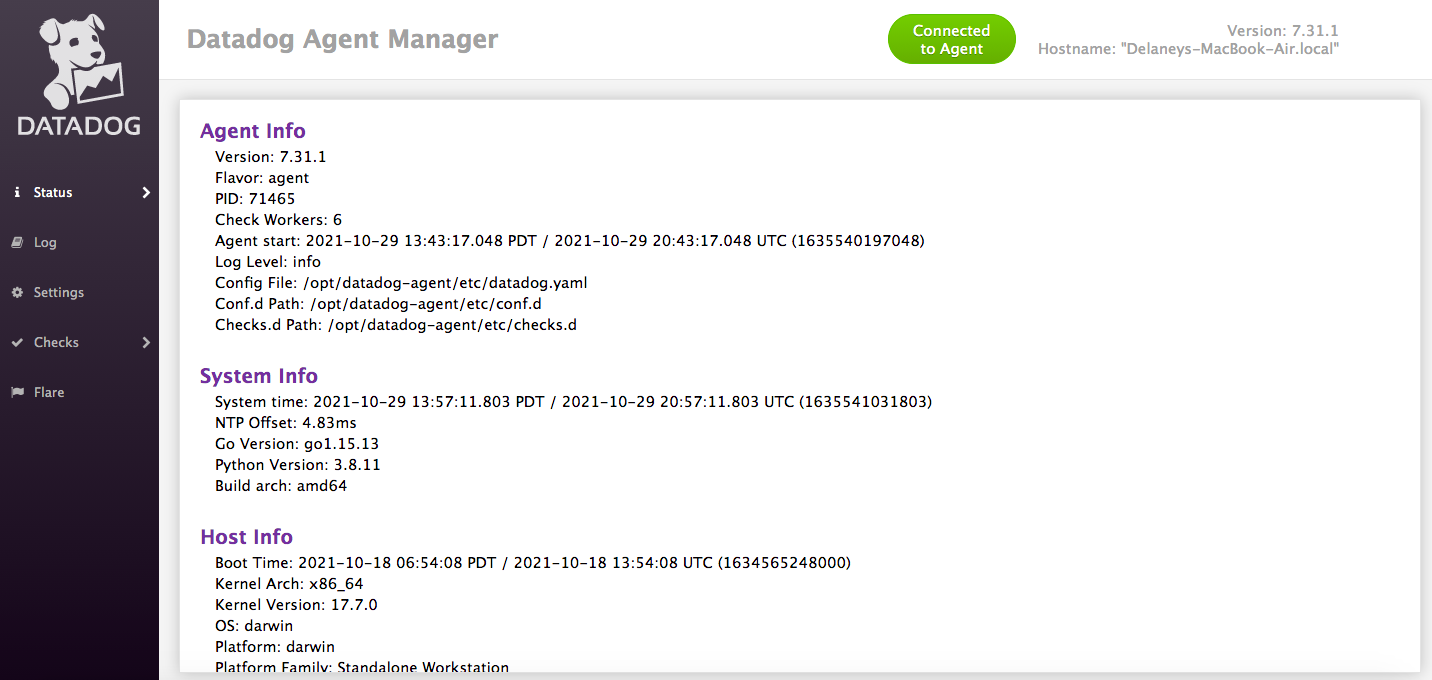 DATADOG
Status
Log
Settings
Checks
Flare
Datadog Agent Manager
Connected
to Agent
Version: 7.31.1
Hostname: "Delaneys-MacBook-Air.local"
Agent Info
Version: 7.31.1
Flavor: agent
PID: 71465
Check Workers: 6
Agent start: 2021-10-29 13:43:17.048 PDT / 2021-10-29 20:43:17.048 UTC (1635540197048)
Log Level: info
Config File: /opt/datadog-agent/etc/datadog.yaml
Conf.d Path: /opt/datadog-agent/etc/conf.d
Checks.d Path: /opt/datadog-agent/etc/checks.d
System Info
System time: 2021-10-29 13:57:11.803 PDT / 2021-10-29 20:57:11.803 UTC (1635541031803)
NTP Offset: 4.83ms
Go Version: go1.15.13
Python Version: 3.8.11
Build arch: amd64
Host Info
Boot Time: 2021-10-18 06:54:08 PDT / 2021-10-18 13:54:08 UTC (1634565248000)
Kernel Arch: x86_64
Kernel Version: 17.7.0
OS: darwin
Platform: darwin
Platform Family: Standalone Workstation